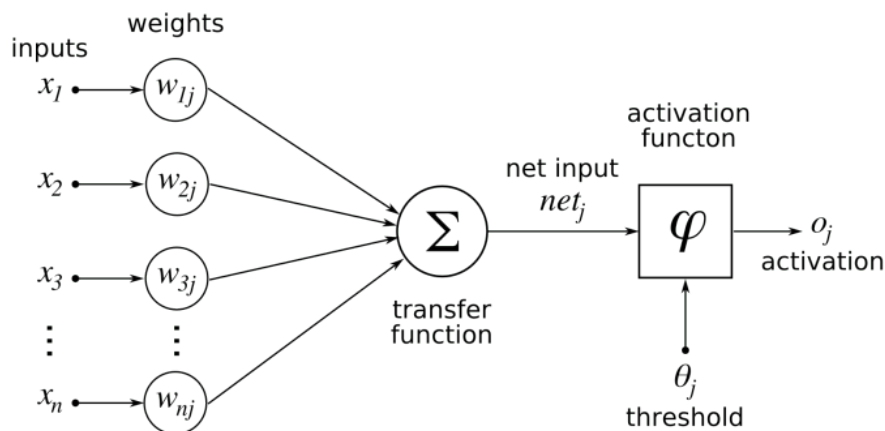 weights
inputs
x1
w1j
x2
w2j
x3
w3j
⋮
⋮
xn
wnj
Σ
transfer
function
net input
netj
activation
functon
φ
oj
activation
θj
threshold